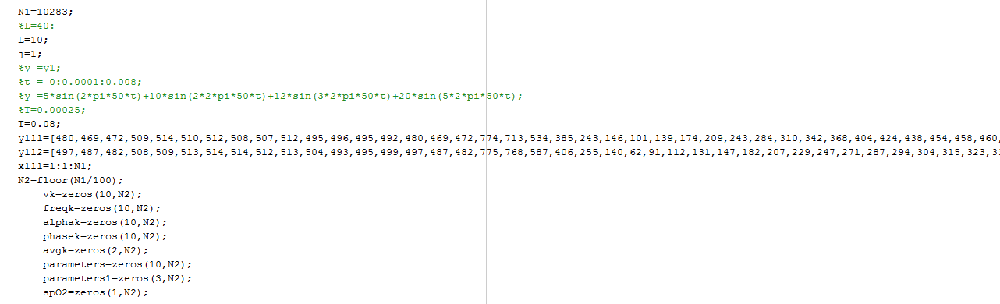 N1=10283;
%L=40:
L=10;
j=1;
%y =y1;
%t = 0:0.0001:0.008;
%y =5*sin(2*pi*50*t)+10*sin(2*2*pi*50*t)+12*sin(3*2*pi*50*t)+20*sin(5*2*pi*50*t);
%T=0.00025;
T=0.08;
y111=[480,469,472,509,514,510,512,508,507,512,495,496,495,492,480,469,472,774,713,534,385,243,146,101,139,174,209,243,284,310,342,368,404,424,438,454,458,460,
y112=[497,487,482,508,509,513,514,514,512,513,504,493,495,499,497,487,482,775,768,587,406,255,140,62,91,112,131,147,182,207,229,247,271,287,294,304,315,323,33
x111=1:1:N1;
N2=floor(N1/100);
vk=zeros(10,N2);
freqk=zeros(10,N2);
alphak=zeros(10,N2);
phasek=zeros(10,N2);
avgk=zeros(2,N2);
parameters=zeros(10,N2);
parameters1=zeros(3,N2);
spO2=zeros(1,N2);